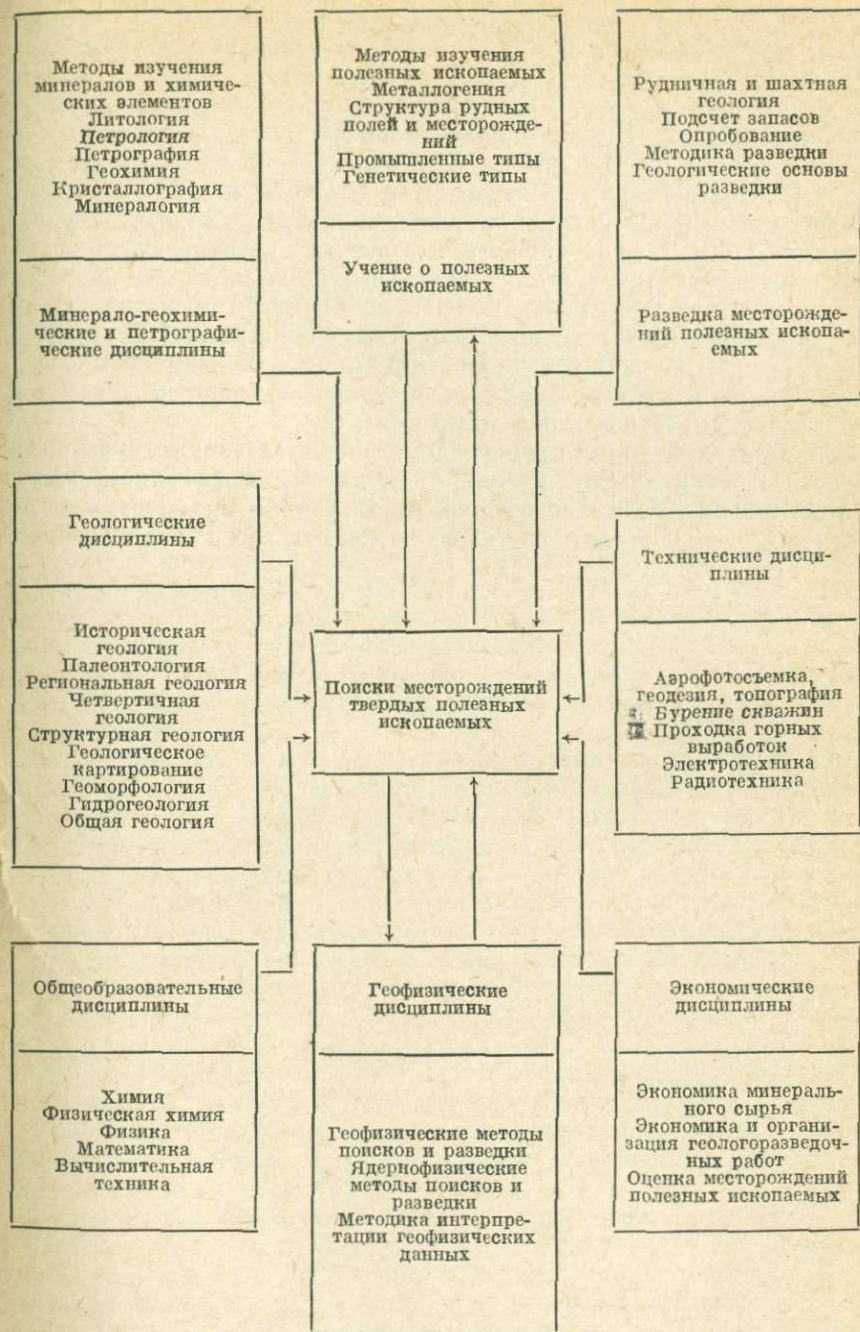 Методы изучения
минералов и химиче-
ских элементов
Литология
Петрология
Петрография
Геохимия
Кристаллография
Минералогия
Минерало-геохими-
ческие и петрографи-
ческие дисциплины
Методы изучения
полезных ископаемых
Металлогения
Структура рудных
полей и месторожде-
ний
Промышленные типы
Генетические типы
Учение о полезных
ископаемых
Рудничная и шахтная
геология
Подсчет запасов
Опробование
Методика разведки
Геологические основы
разведки
Разведка месторожде-
ний полезных ископа-
емых
Геологические
дисциплины
Историческая
геология
Палеонтология
Региональная геология
Четвертичная
геология
Структурная геология
Геологическое
картирование
Геоморфология
Гидрогеология
Общая геология
Поиски месторождений
твердых полезных
ископаемых
Технические дисци-
плины
Аэрофотосъемка,
геодезия, топография
Бурение скважин
Проходка горных
выработок
Электротехника
Радиотехника
Общеобразовательные
дисциплины
Химия
Физическая химия
Физика
Математика
Вычислительная
техника
Геофизические
дисциплины
Геофизические методы
поисков и разведки
Ядернофизические
методы поисков и
разведки
Методика интерпре-
тации геофизических
данных
Экономические
дисциплины
Экономика минераль-
ного сырья
Экономика и органи-
зация геологоразведоч-
ных работ
Оценка месторождений
полезных ископаемых